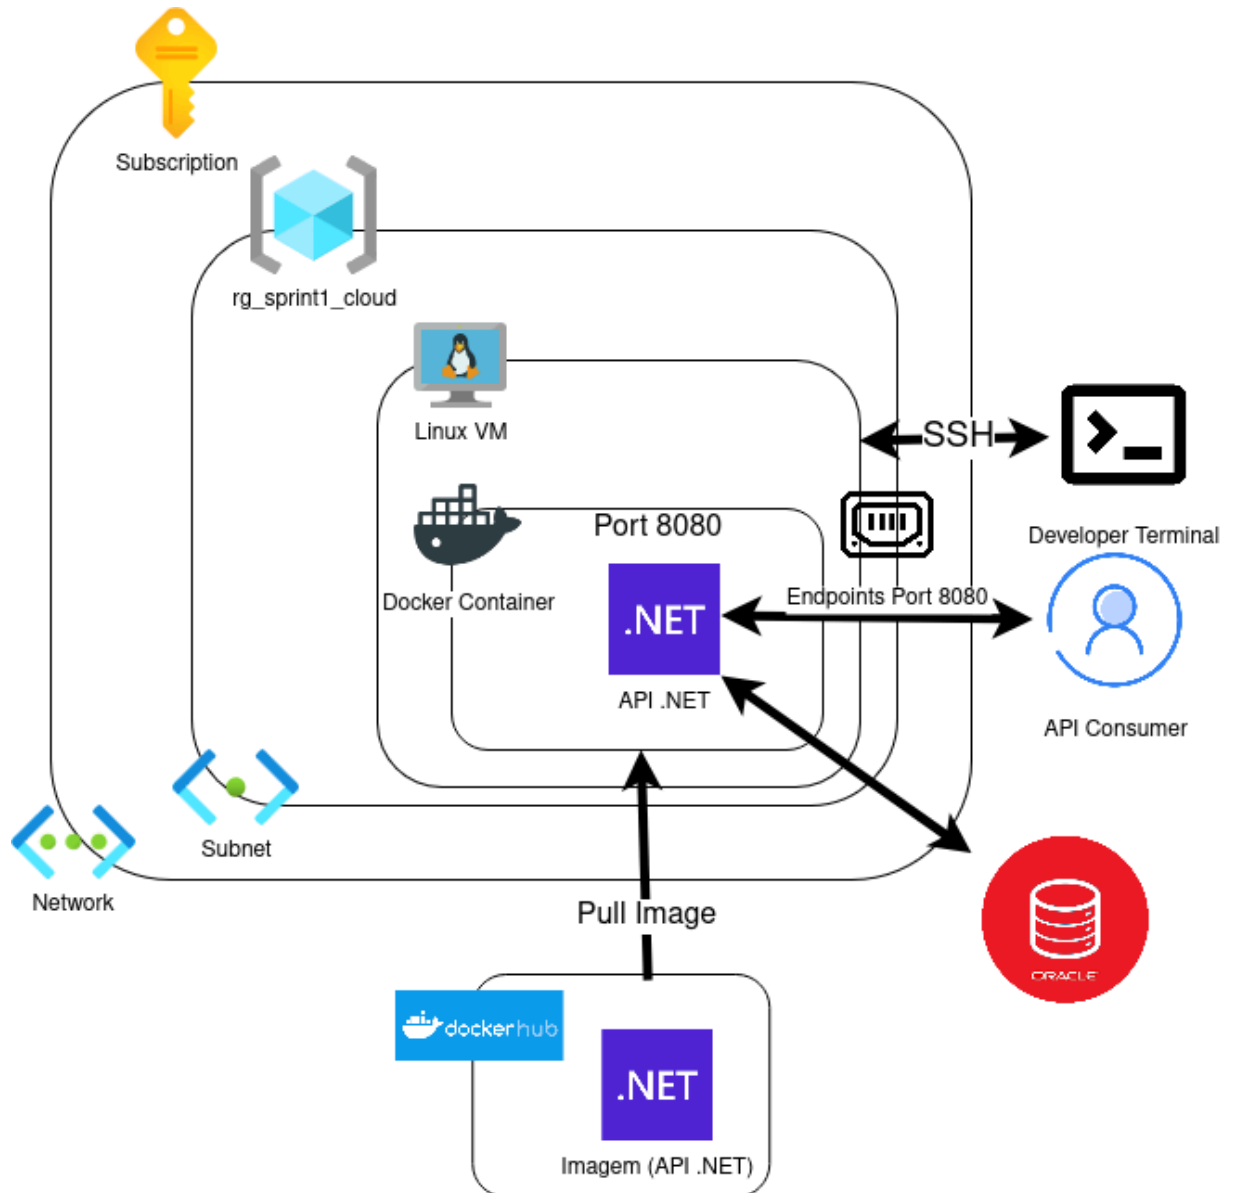 Subscription
rg_sprint1_cloud
Linux VM
SSH
Developer Terminal
Port 8080
Docker Container
.NET
API .NET
Endpoints Port 8080
API Consumer
Subnet
Network
Pull Image
ORACLE
dockerhub
.NET
Imagem (API .NET)